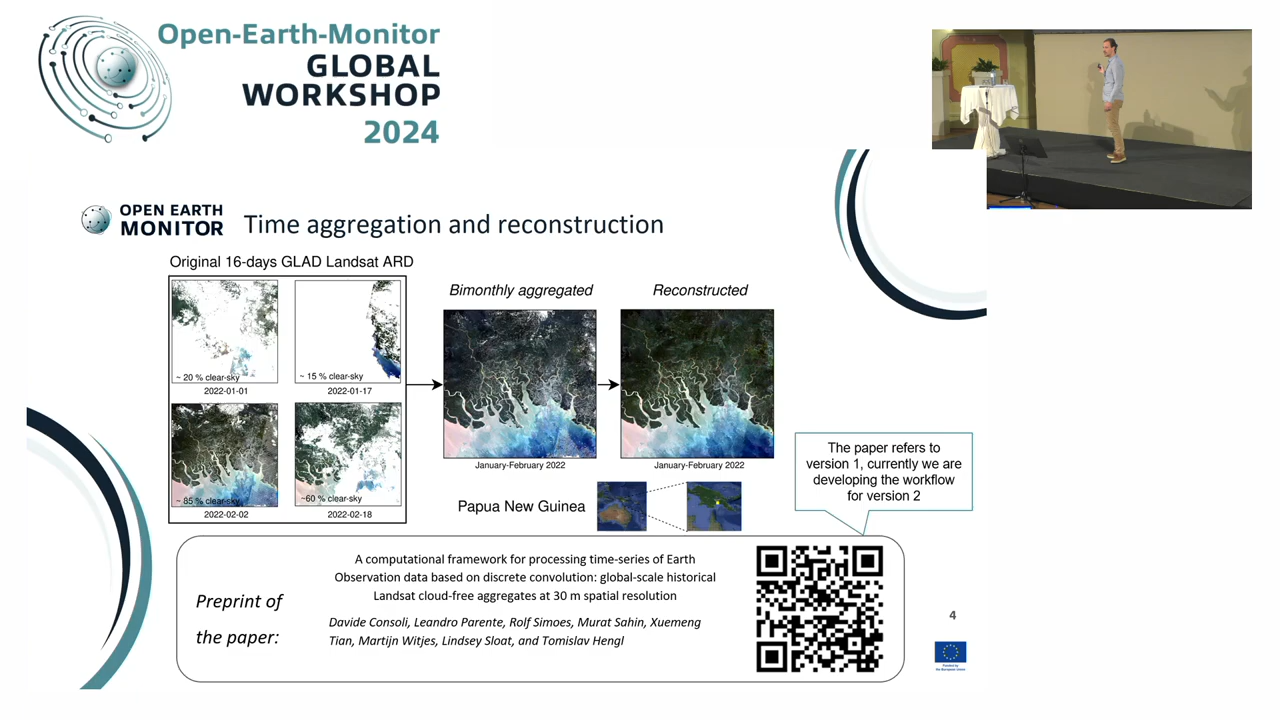 Open-Earth-Monitor
GLOBAL
WORKSHOP
2024
OPEN EARTH
MONITOR
Time aggregation and reconstruction
Original 16-days GLAD Landsat ARD
~ 20 % clear-sky
2022-01-01
~ 15 % clear-sky
2022-01-17
~ 85 % clear-sky
2022-02-02
~60 % clear-sky
2022-02-18
Bimonthly aggregated
January-February 2022
Reconstructed
January-February 2022
Papua New Guinea
The paper refers to
version 1, currently we are
developing the workflow
for version 2
Preprint of
the paper:
A computational framework for processing time-series of Earth
Observation data based on discrete convolution: global-scale historical
Landsat cloud-free aggregates at 30 m spatial resolution
Davide Consoli, Leandro Parente, Rolf Simoes, Murat Sahin, Xuemeng
Tian, Martijn Witjes, Lindsey Sloat, and Tomislav Hengl
4
Funded by
the European Union